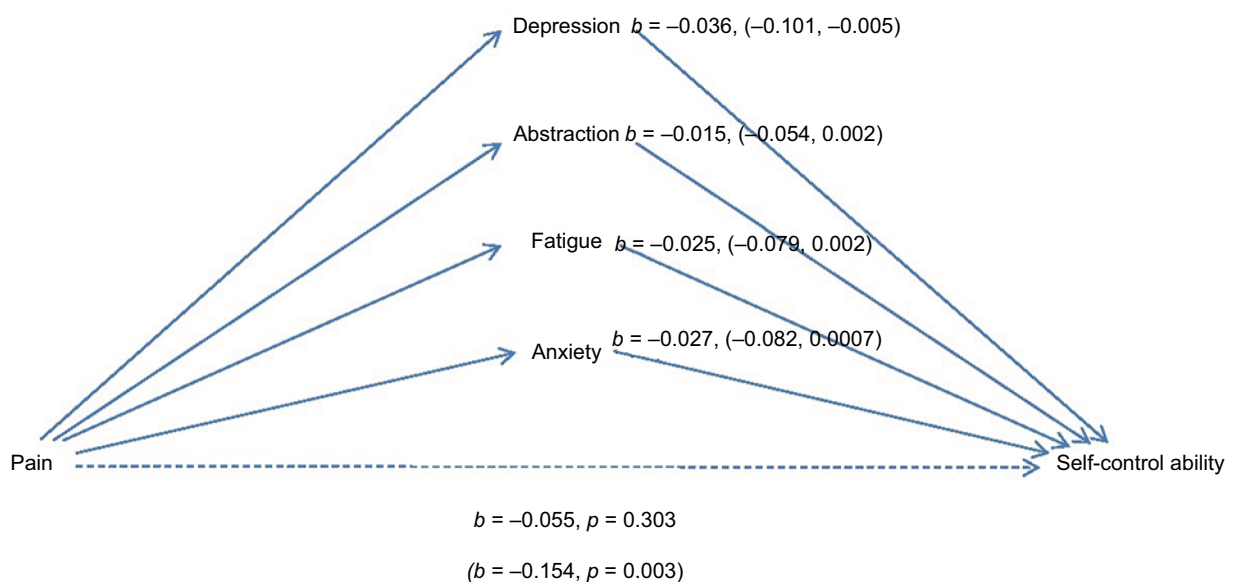 Depression b = –0.036, (–0.101, –0.005)
Abstraction b = –0.015, (–0.054, 0.002)
Fatigue b = –0.025, (–0.079, 0.002)
b = –0.027, (–0.082, 0.0007)
Anxiety
Pain
Self-control ability
b = –0.055, p = 0.303
(b = –0.154, p = 0.003)